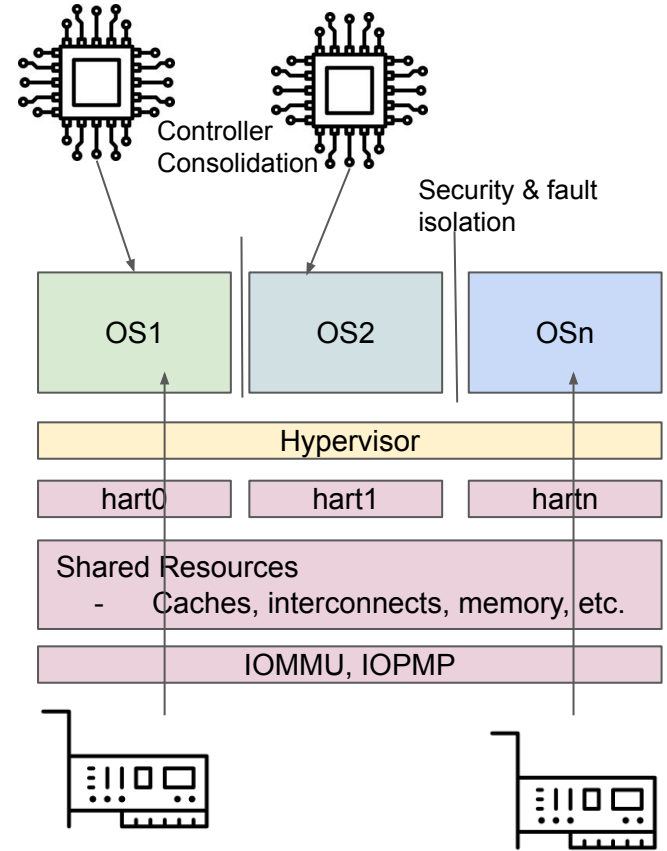 Controller
Consolidation
Security & fault
isolation
OS1
OS2
OSn
Hypervisor
hart0
hart1
hartn
Shared Resources
- Caches, interconnects, memory, etc.
IOMMU, IOPMP